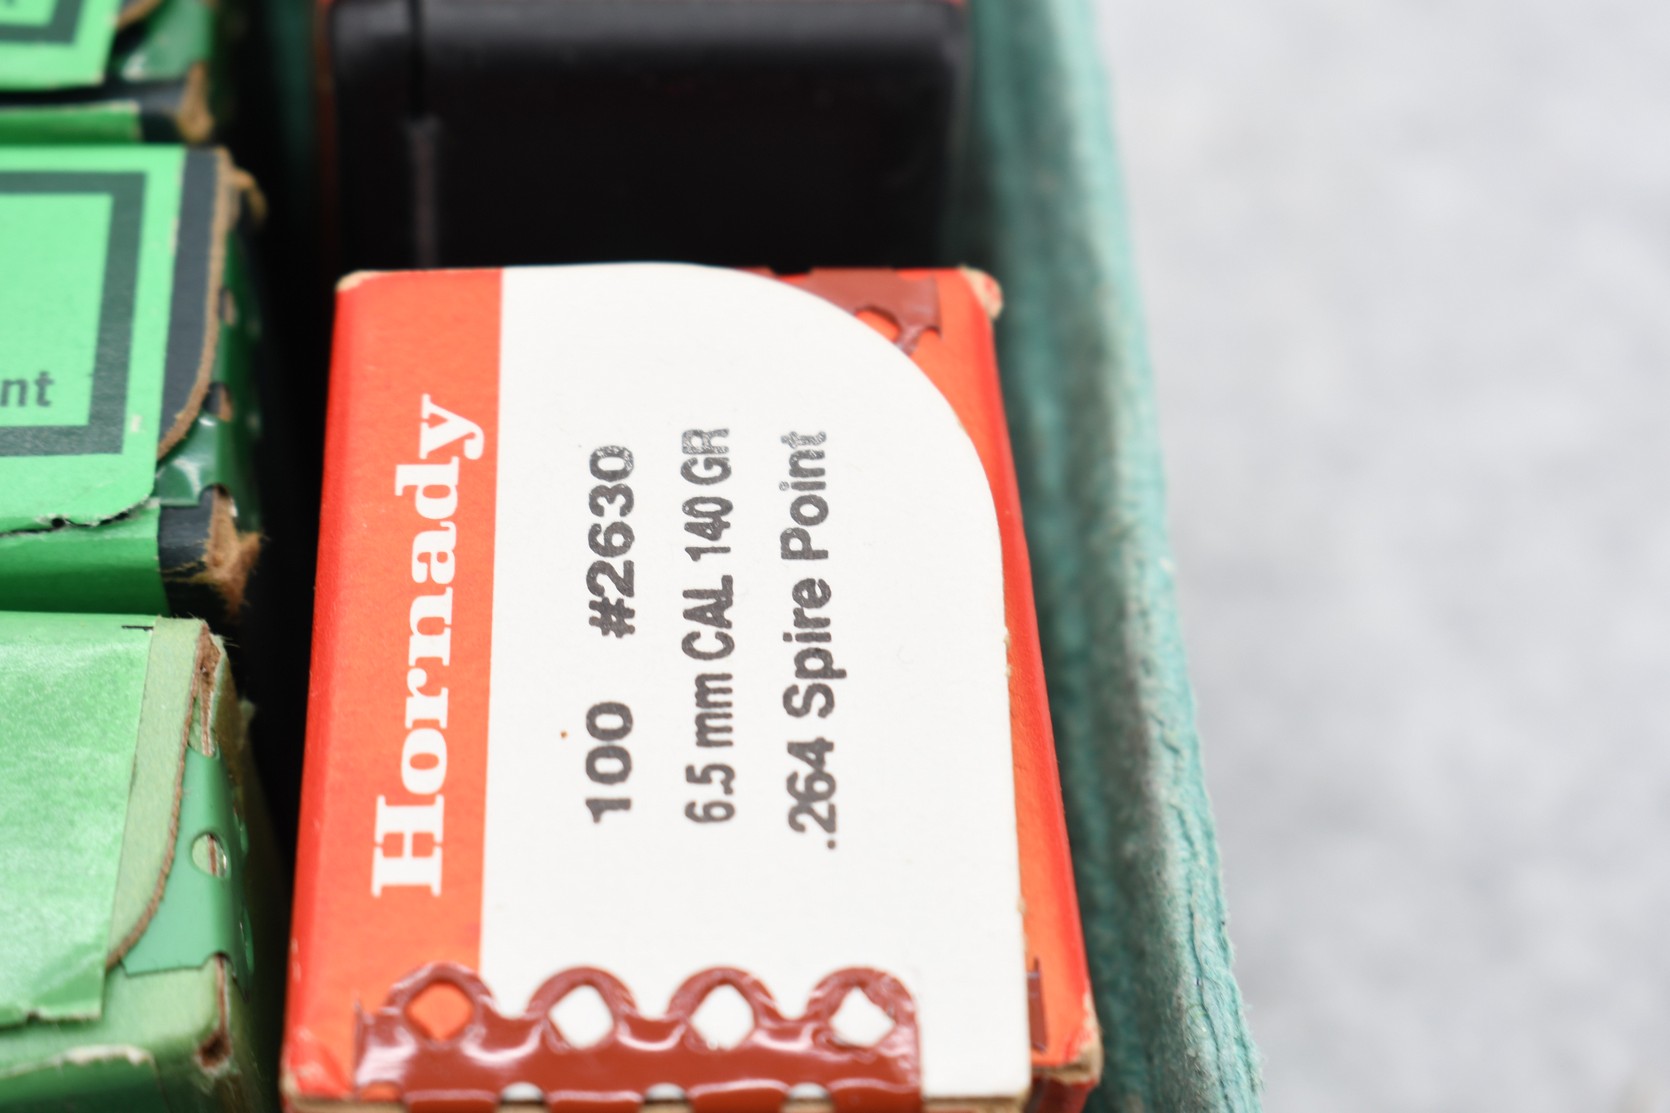 Hornady
100 #2630
6.5 mm CAL 140 GR
.264 Spire Point
nt